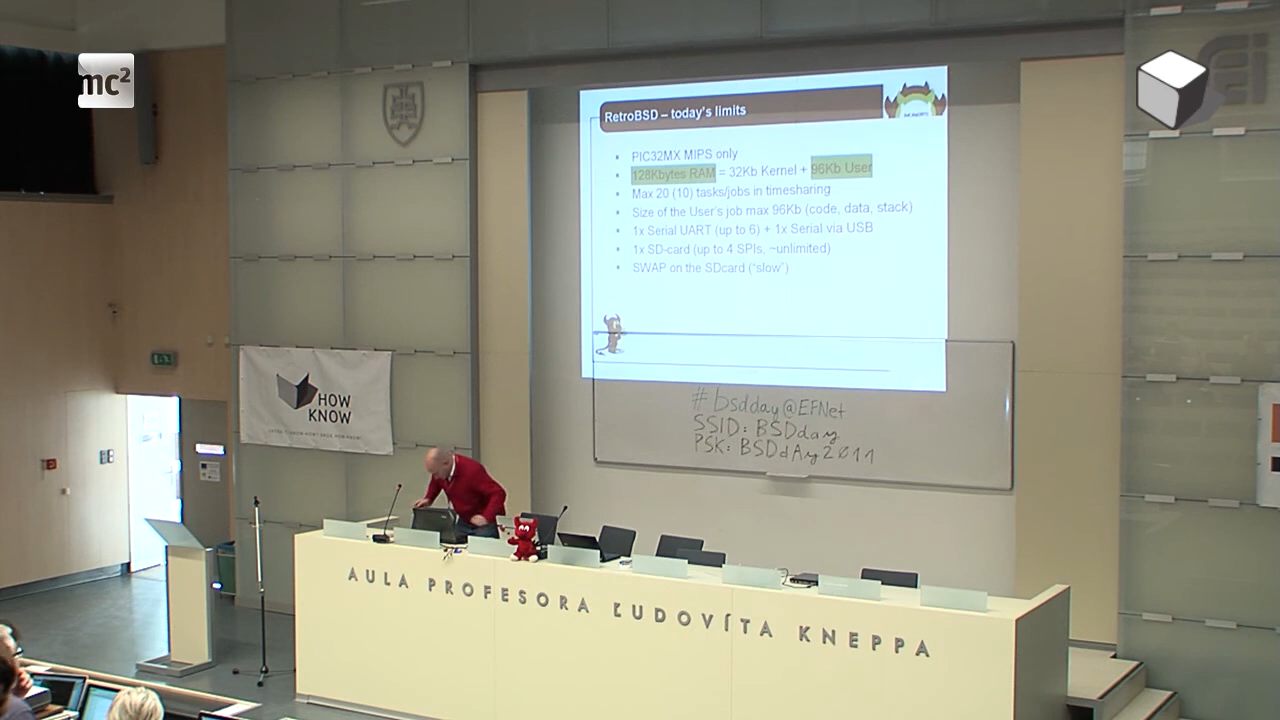 mc²
RetroBSD – today's limits
PIC32MX MIPS only
128Kbytes RAM = 32Kb Kernel + 96Kb User
Max 20 (10) tasks/jobs in timesharing
Size of the User's job max 96Kb (code, data, stack)
1x Serial UART (up to 6) + 1x Serial via USB
1x SD-card (up to 4 SPIs, ~unlimited)
SWAP on the SDcard ("slow")
#bsdday@EFNet
SSID: BSDday
PSK: BSDdAy2011
HOW
KNOW
AULA PROFESORA ĽUDOVÍTA KNEPPA